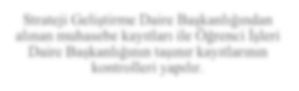 Strateji Geliştirme Daire Başkanlığından
alınan muhasebe kayıtları ile Öğrenci İşleri
Daire Başkanlığının taşınır kayıtlarının
kontrolleri yapılır.